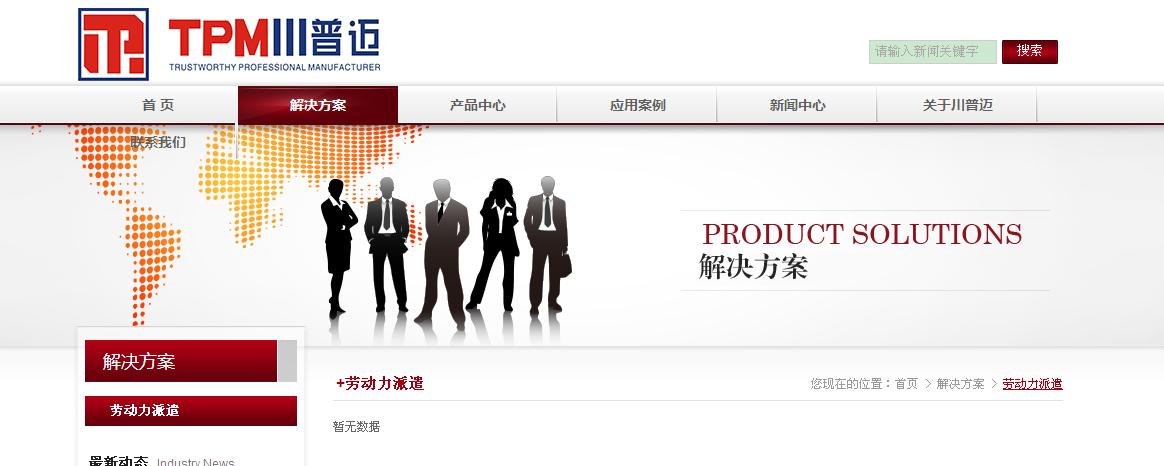 TPM川普迈
TRUSTWORTHY PROFESSIONAL MANUFACTURER
请输入新闻关键字 搜索
首 页 解决方案 产品中心 应用案例 新闻中心 关于川普迈
联系我们
PRODUCT SOLUTIONS
解决方案
解决方案
劳动力派遣
最新动态 Industry News
+劳动力派遣 您现在的位置：首页 > 解决方案 > 劳动力派遣
暂无数据